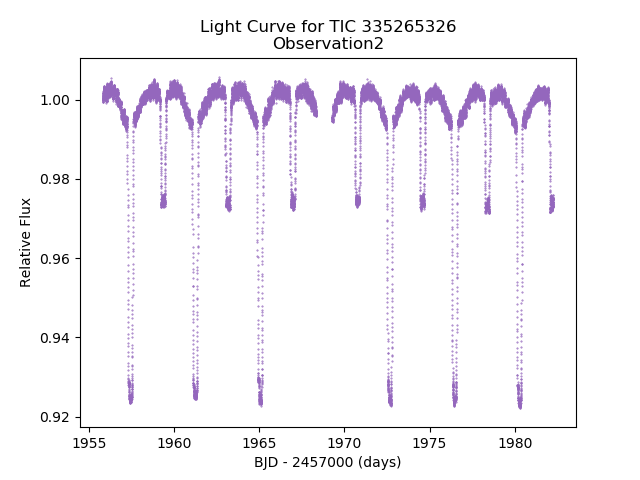 Light Curve for TIC 335265326
Observation2
Relative Flux
1.00
0.98
0.96
0.94
0.92
1955
1960
1965
1970
1975
1980
BJD - 2457000 (days)